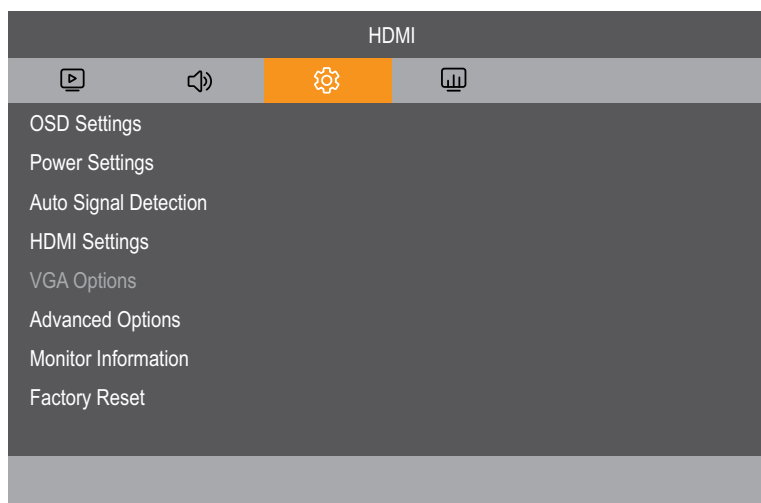 HDMI
OSD Settings
Power Settings
Auto Signal Detection
HDMI Settings
VGA Options
Advanced Options
Monitor Information
Factory Reset